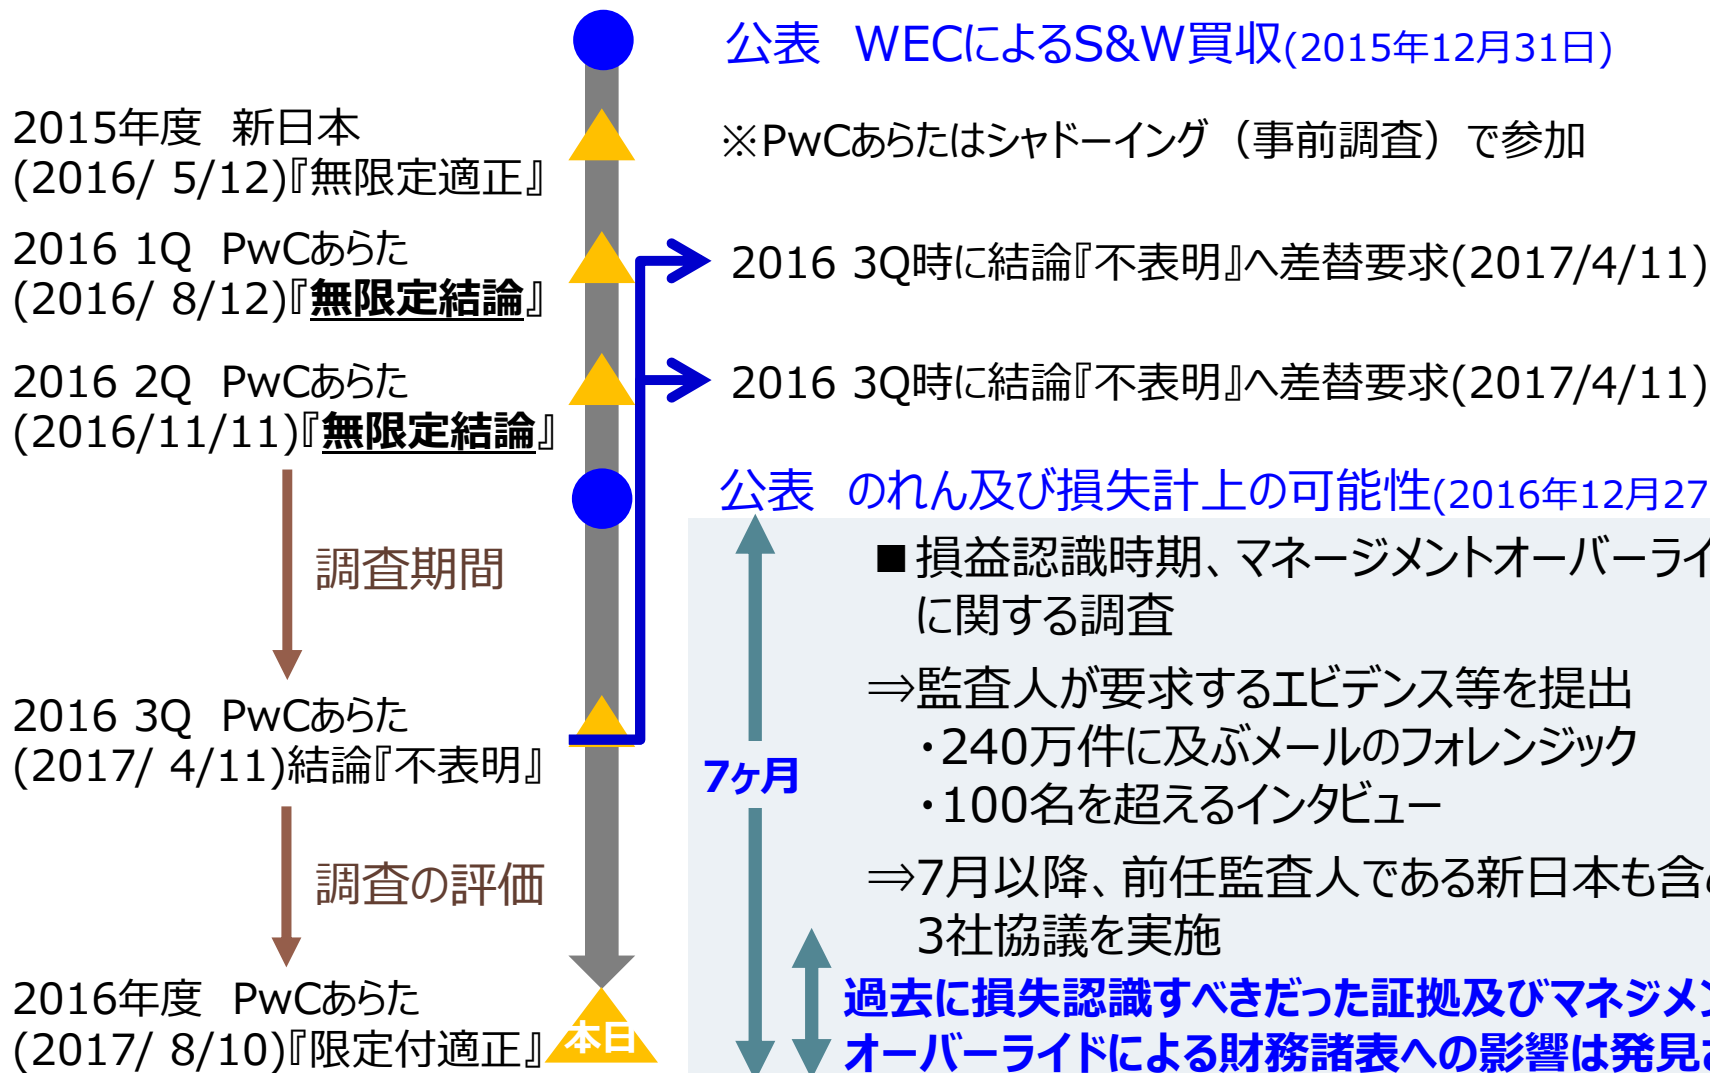 公表 WECによるS&W買収(2015年12月31日)
2015年度 新日本
(2016/ 5/12)『無限定適正』
※PwCあらたはシャドーイング（事前調査）で参加
2016 1Q PwCあらた
(2016/ 8/12)『無限定結論』
2016 3Q時に結論『不表明』へ差替要求(2017/4/11)
2016 2Q PwCあらた
(2016/11/11)『無限定結論』
2016 3Q時に結論『不表明』へ差替要求(2017/4/11)
公表 のれん及び損失計上の可能性(2016年12月27
調査期間
■損益認識時期、マネージメントオーバーライ
に関する調査
⇒監査人が要求するエビデンス等を提出
・240万件に及ぶメールのフォレンジック
・100名を超えるインタビュー
2016 3Q PwCあらた
(2017/ 4/11)結論『不表明』
7ヶ月
調査の評価
⇒7月以降、前任監査人である新日本も含
3社協議を実施
2016年度 PwCあらた
(2017/ 8/10)『限定付適正』
本日
過去に損失認識すべきだった証拠及びマネジメン
オーバーライドによる財務諸表への影響は発見